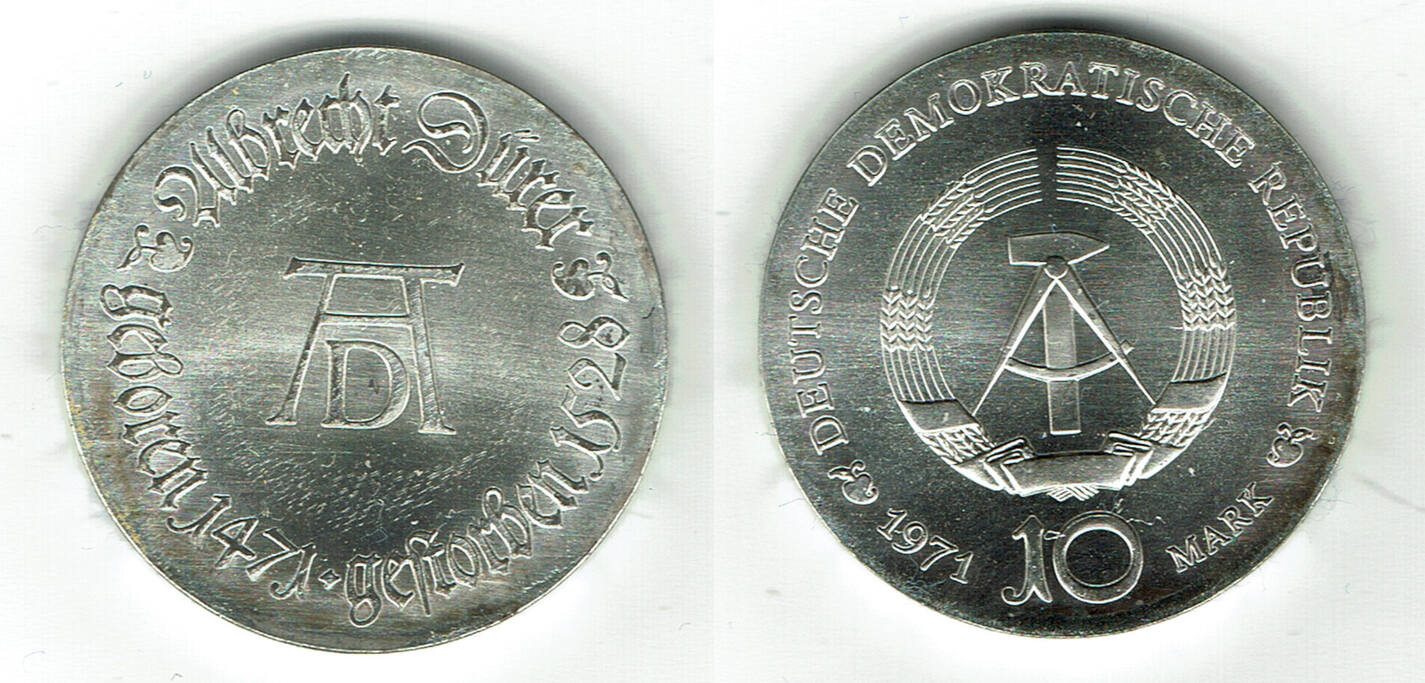 Albrecht Dürer
geboren 1471 · gestorben 1528
AD
DEUTSCHE DEMOKRATISCHE REPUBLIK
1971 10 MARK